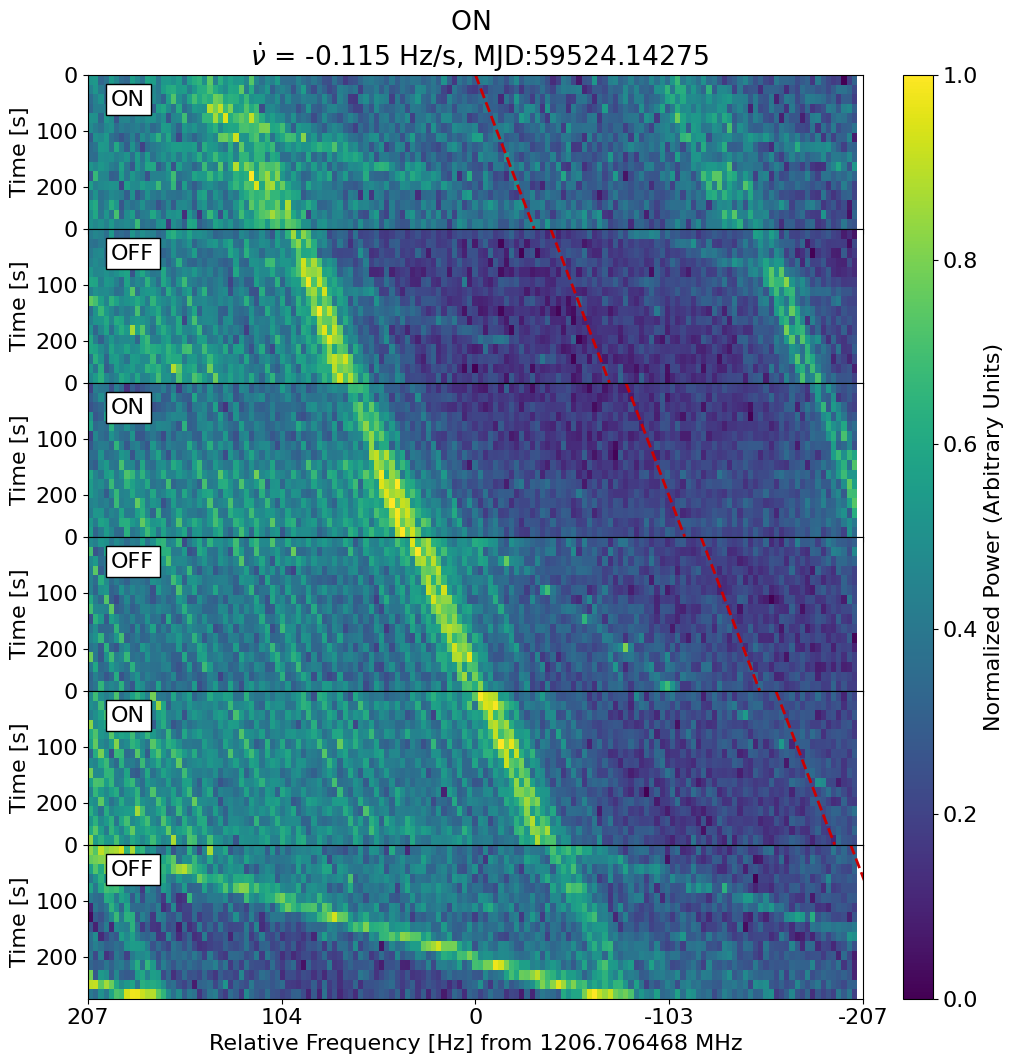 ON
ν̇ = -0.115 Hz/s, MJD:59524.14275
0
ON
100
200
Time [s]
0
OFF
100
200
Time [s]
0
ON
100
200
Time [s]
0
OFF
100
200
Time [s]
0
ON
100
200
Time [s]
0
OFF
100
200
Time [s]
207 104 0 -103 -207
Relative Frequency [Hz] from 1206.706468 MHz
1.0
0.8
0.6
0.4
0.2
0.0
Normalized Power (Arbitrary Units)